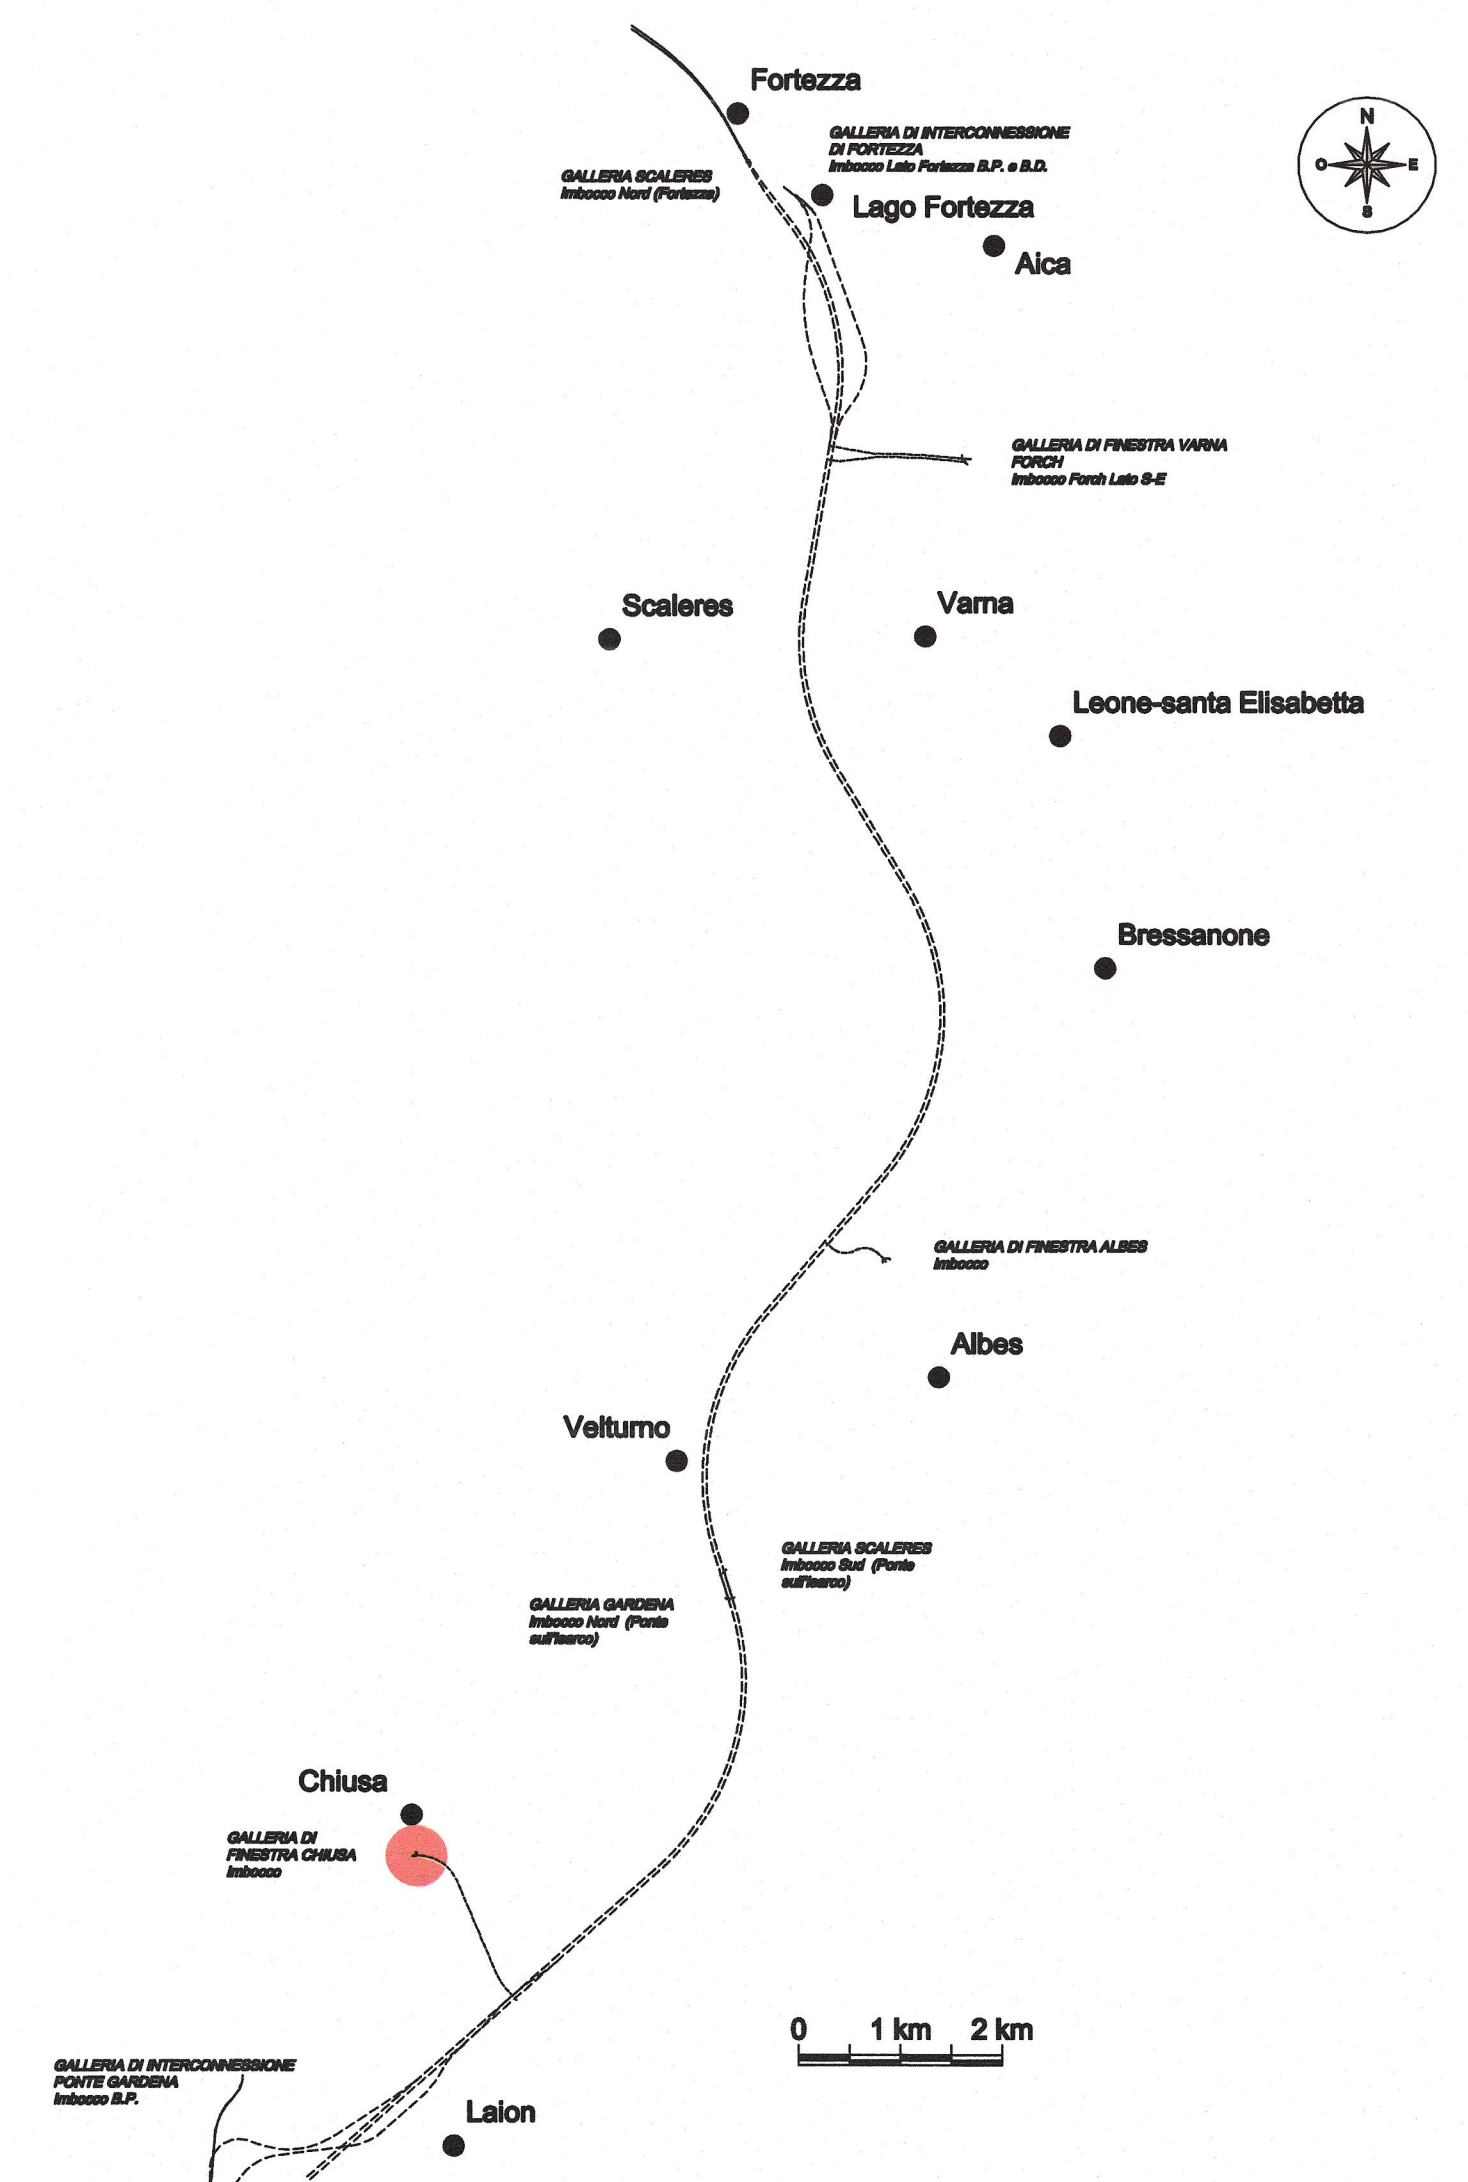 Fortezza
N
O
E
S
GALLERIA DI INTERCONNESSIONE
DI FORTEZZA
Imbocco Lato Fortezza B.P. e B.D.
GALLERIA SCALERES
Imbocco Nord (Fortezza)
Lago Fortezza
Aica
GALLERIA DI FINESTRA VARNA
FORCH
Imbocco Forch Lato S-E
Scaleres
Varna
Leone-santa Elisabetta
Bressanone
GALLERIA DI FINESTRA ALBES
Imbocco
Albes
Velturno
GALLERIA SCALERES
Imbocco Sud (Ponte
sull'Isarco)
GALLERIA GARDENA
Imbocco Nord (Ponte
sull'Isarco)
Chiusa
GALLERIA DI
FINESTRA CHIUSA
Imbocco
0 1 km 2 km
GALLERIA DI INTERCONNESSIONE
PONTE GARDENA
Imbocco B.P.
Laion